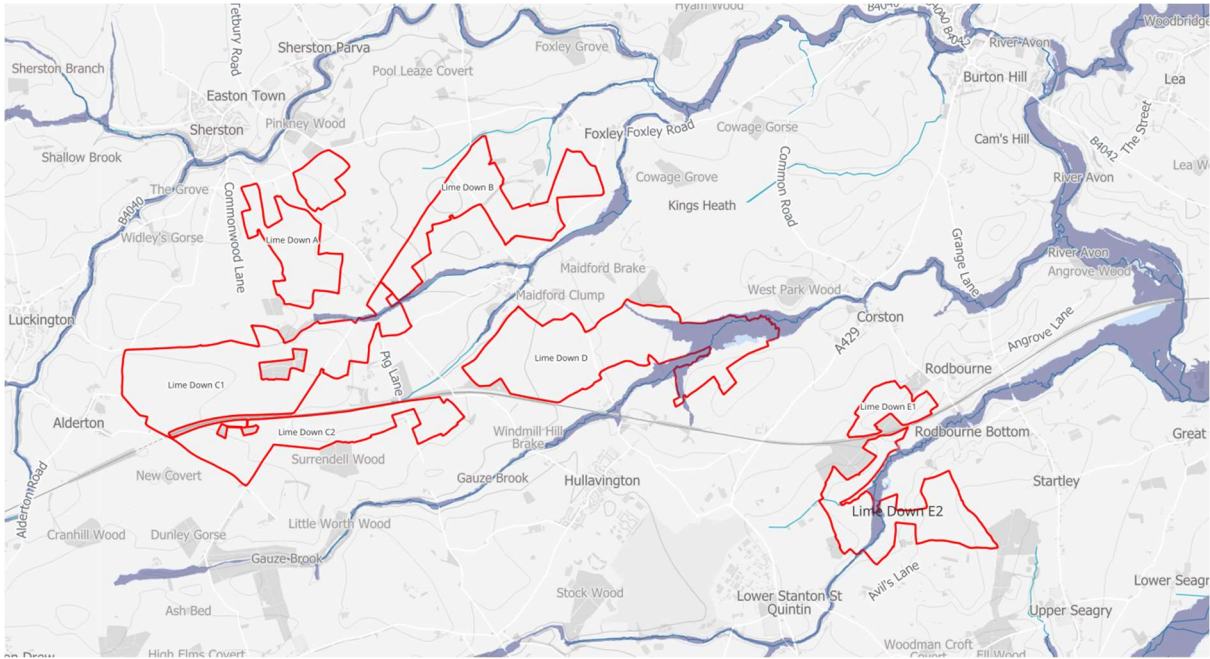 Hyam Wood
B4040
B4040 B4042
Woodbridge
Tetbury Road
Sherston Parva
Foxley Grove
River Avon
Sherston Branch
Pool Leaze Covert
Burton Hill
Lea
Easton Town
Pinkney Wood
Sherston
Foxley Foxley Road
Cowage Gorse
Cam's Hill
B4042
The Street
Shallow Brook
Lea W
The Grove
Lime Down B
Cowage Grove
Common Road
River Avon
B4040
Commonwood Lane
Kings Heath
Widley's Gorse
Lime Down A
Grange Lane
River Avon
Angrove Wood
Maidford Brake
Maidford Clump
West Park Wood
Luckington
Corston
Angrove Lane
A429
Lime Down D
Pig Lane
Rodbourne
Lime Down C1
Lime Down E1
Alderton
Lime Down C2
Windmill Hill
Brake
Rodbourne Bottom
Great
Surrendell Wood
New Covert
Gauze Brook
Hullavington
Startley
Alderton Road
Little Worth Wood
Lime Down E2
Cranhill Wood
Dunley Gorse
Gauze Brook
Avil's Lane
Stock Wood
Lower Stanton St
Quintin
Lower Seagr
Ash Bed
Upper Seagry
Woodman Croft
Covert
Ell Wood
High Elms Covert
on Drew